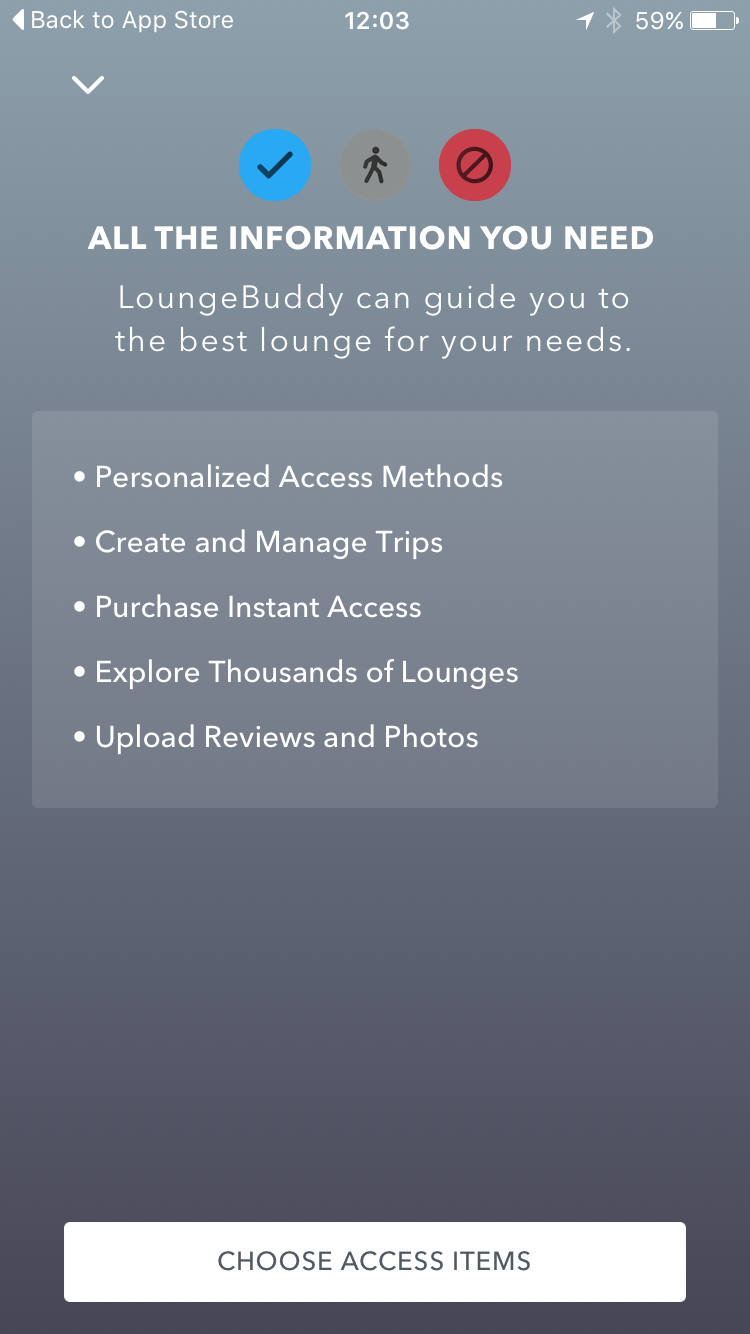 Back to App Store 12:03 59%
ALL THE INFORMATION YOU NEED
LoungeBuddy can guide you to
the best lounge for your needs.
• Personalized Access Methods
• Create and Manage Trips
• Purchase Instant Access
• Explore Thousands of Lounges
• Upload Reviews and Photos
CHOOSE ACCESS ITEMS